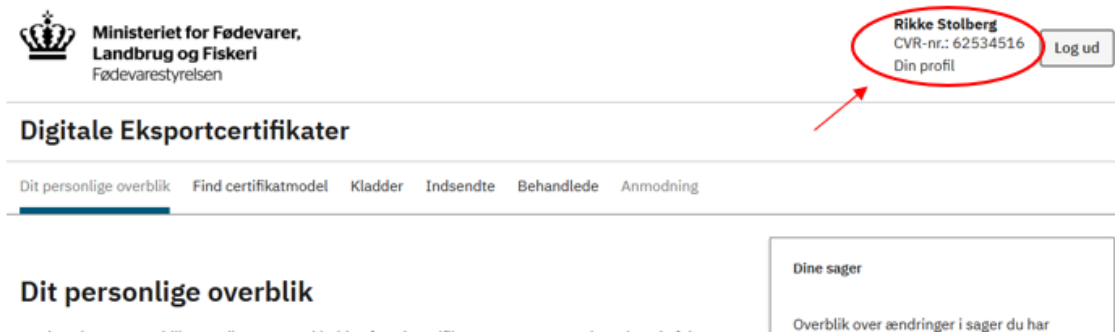 Ministeriet for Fødevarer,
Landbrug og Fiskeri
Fødevarestyrelsen
Rikke Stolberg
CVR-nr.: 62534516
Din profil
Log ud
Digitale Eksportcertifikater
Dit personlige overblik Find certifikatmodel Kladder Indsendte Behandlede Anmodning
Dit personlige overblik
Dine sager
Overblik over ændringer i sager du har